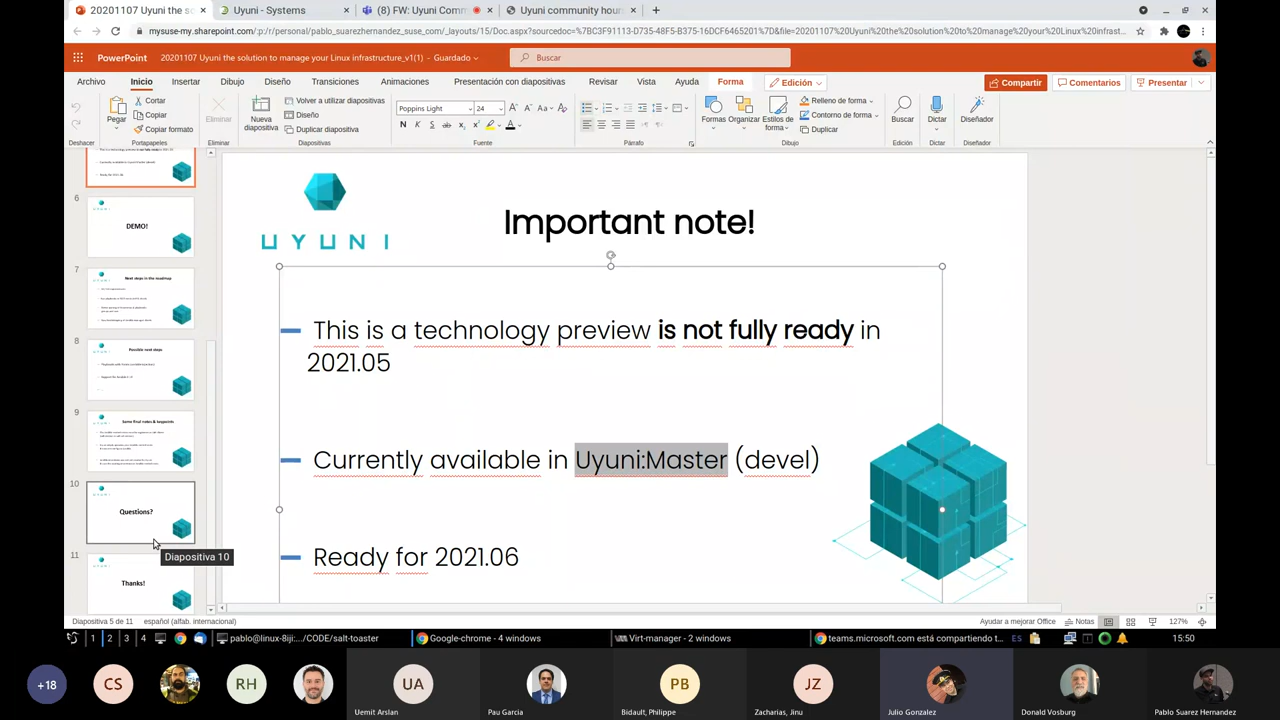 20201107 Uyuni the s
Uyuni - Systems
(8) FW: Uyuni Com
Uyuni community hou
mysuse-my.sharepoint.com/:p:/r/personal/pablo_suarezhernandez_suse_com/_layouts/15/Doc.aspx?sourcedoc=%7BC3F91113-D735-48F5-B375-16DCF6465201%7D&file=20201107%20Uyuni%20the%20solution%20to%20manage%20your%20Linux%20infrast...
PowerPoint
20201107 Uyuni the solution to manage your Linux infrastructure_v1(1) - Guardado
Buscar
Archivo Inicio Insertar Dibujo Diseño Transiciones Animaciones Presentación con diapositivas Revisar Vista Ayuda Forma Edición Compartir Comentarios Presentar
Pegar
Cortar
Copiar
Copiar formato
Eliminar
Nueva diapositiva
Volver a utilizar diapositivas
Diseño
Duplicar diapositiva
Poppins Light 24
Formas
Organizar
Estilos de forma
Relleno de forma
Contorno de forma
Duplicar
Buscar
Dictar
Diseñador
Deshacer Portapapeles Eliminar Diapositivas Fuente Párrafo Dibujo Edición Dictar Diseñador
6
DEMO!
7
Next steps in the roadmap
8
Possible next steps
9
Some final notes & keypoints
10
Questions?
Diapositiva 10
11
Thanks!
UYUNI
Important note!
This is a technology preview is not fully ready in
2021.05
Currently available in Uyuni:Master (devel)
Ready for 2021.06
Diapositiva 5 de 11 español (alfab. internacional)
Ayudar a mejorar Office Notas 127%
1 2 3 4 pablo@linux-8iji:.../CODE/salt-toaster Google-chrome - 4 windows Virt-manager - 2 windows teams.microsoft.com está compartiendo t... ES 15:50
+18
CS
RH
UA
PB
JZ
Uemit Arslan
Pau Garcia
Bidault, Philippe
Zacharias, Jinu
Julio Gonzalez
Donald Vosburg
Pablo Suarez Hernandez